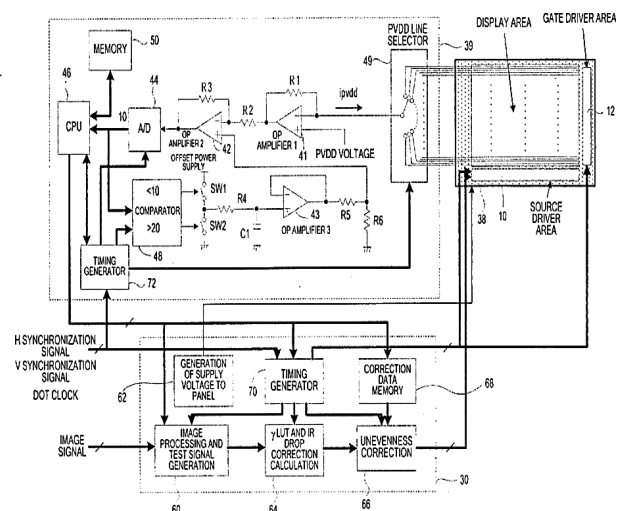 PVDD LINE
SELECTOR
39
GATE DRIVER AREA
DISPLAY
AREA
50
MEMORY
46
44
49
R3
R1
ipvdd
12
CPU
10
A/D
R2
OP
AMPLIFIER 2
42
OP
AMPLIFIER 1
41
PVDD VOLTAGE
OFFSET POWER
SUPPLY
<10
COMPARATOR
>20
SW1
SW2
R4
43
R5
R6
C1
OP AMPLIFIER 3
48
38
10
SOURCE
DRIVER
AREA
TIMING
GENERATOR
72
H SYNCHRONIZATION
SIGNAL
V SYNCHRONIZATION
SIGNAL
DOT CLOCK
GENERATION
OF SUPPLY
VOLTAGE TO
PANEL
62
TIMING
GENERATOR
70
CORRECTION
DATA
MEMORY
68
IMAGE
SIGNAL
IMAGE
PROCESSING AND
TEST SIGNAL
GENERATION
γLUT AND IR
DROP
CORRECTION
CALCULATION
UNEVENNESS
CORRECTION
30
60
64
66